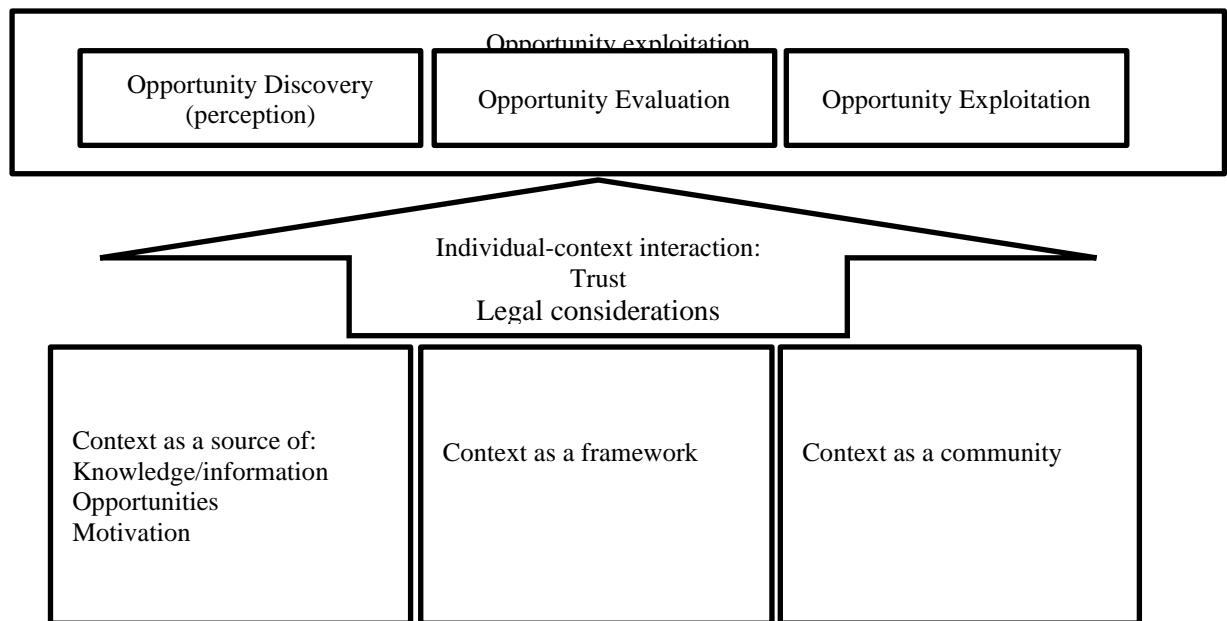 Opportunity exploitation
Opportunity Discovery
(perception)
Opportunity Evaluation
Opportunity Exploitation
Individual-context interaction:
Trust
Legal considerations
Context as a source of:
Knowledge/information
Opportunities
Motivation
Context as a framework
Context as a community